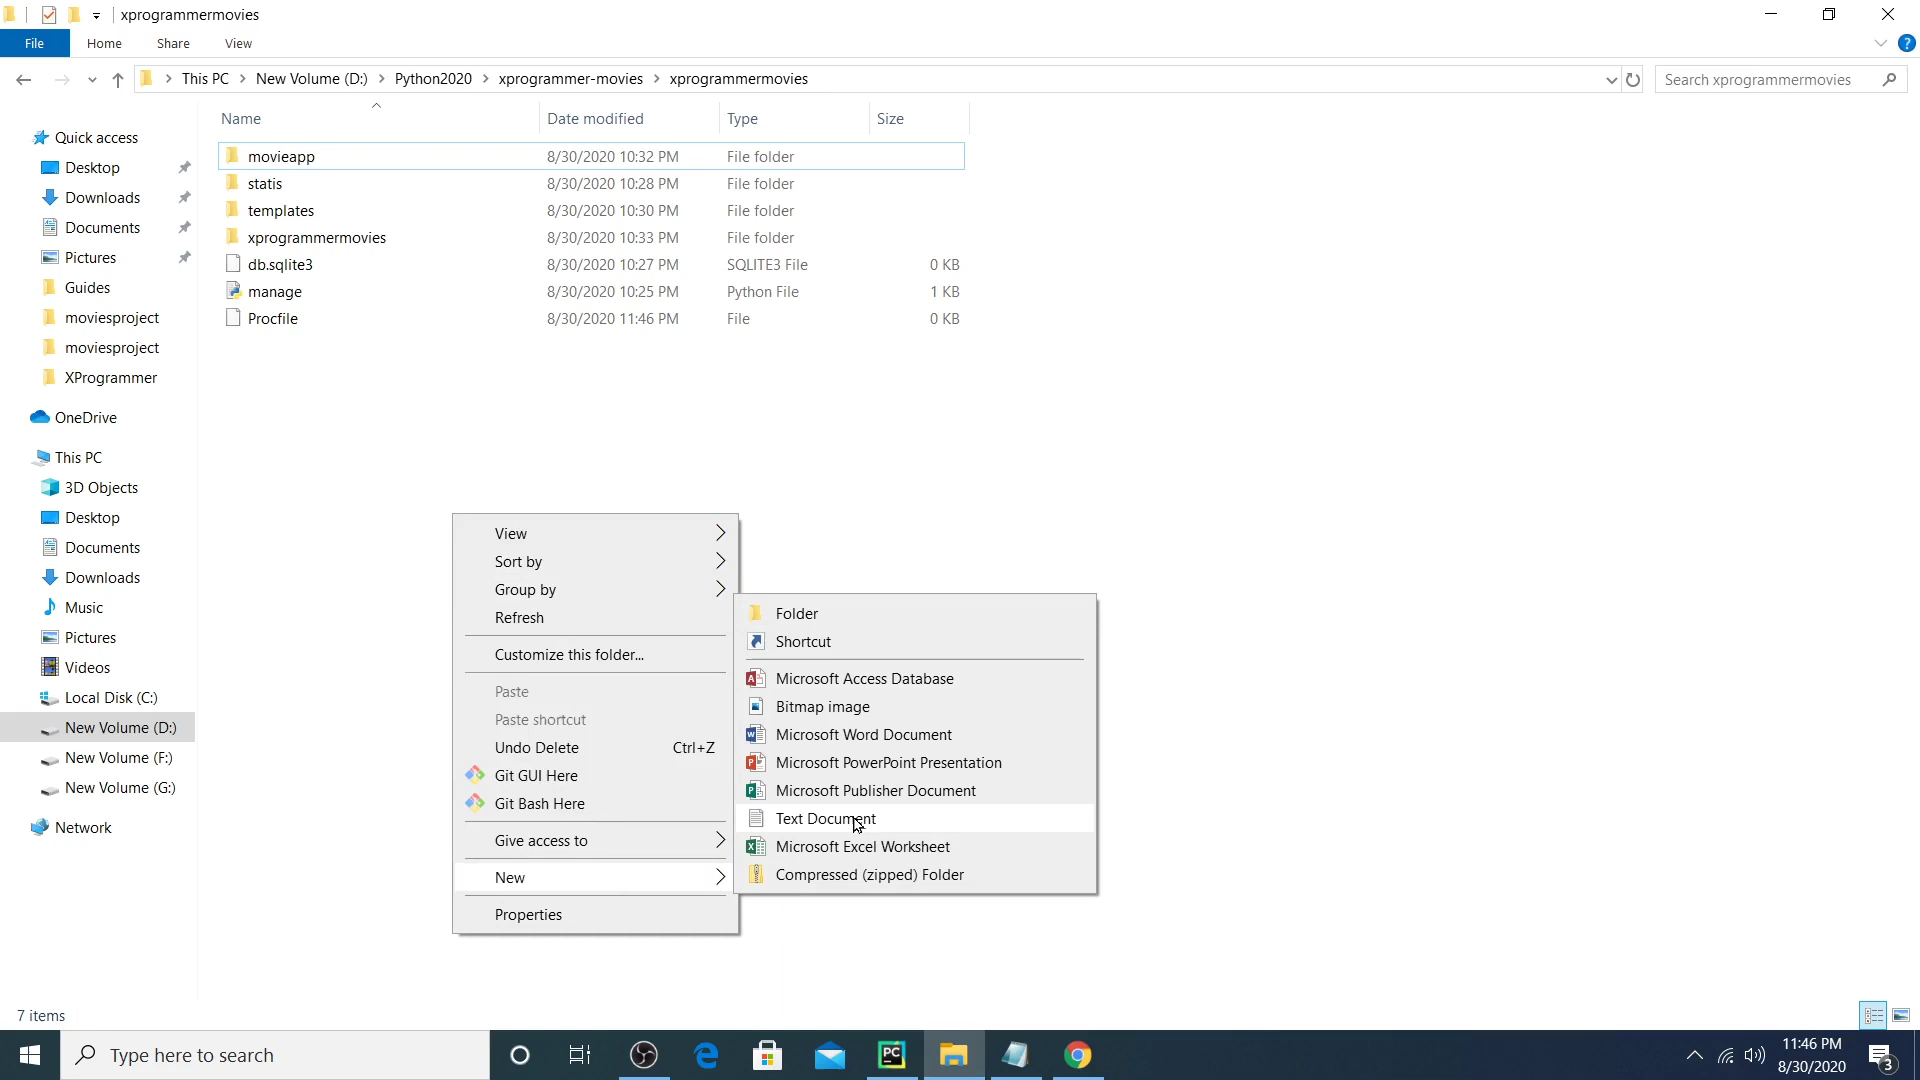 xprogrammermovies
File Home Share View
This PC New Volume (D:) Python2020 xprogrammer-movies xprogrammermovies
Search xprogrammermovies
Name Date modified Type Size
movieapp 8/30/2020 10:32 PM File folder
statis 8/30/2020 10:28 PM File folder
templates 8/30/2020 10:30 PM File folder
xprogrammermovies 8/30/2020 10:33 PM File folder
db.sqlite3 8/30/2020 10:27 PM SQLITE3 File 0 KB
manage 8/30/2020 10:25 PM Python File 1 KB
Procfile 8/30/2020 11:46 PM File 0 KB
Quick access
Desktop
Downloads
Documents
Pictures
Guides
moviesproject
moviesproject
XProgrammer
OneDrive
This PC
3D Objects
Desktop
Documents
Downloads
Music
Pictures
Videos
Local Disk (C:)
New Volume (D:)
New Volume (F:)
New Volume (G:)
Network
View
Sort by
Group by
Refresh
Customize this folder...
Paste
Paste shortcut
Undo Delete Ctrl+Z
Git GUI Here
Git Bash Here
Give access to
New
Properties
Folder
Shortcut
Microsoft Access Database
Bitmap image
Microsoft Word Document
Microsoft PowerPoint Presentation
Microsoft Publisher Document
Text Document
Microsoft Excel Worksheet
Compressed (zipped) Folder
7 items
Type here to search
11:46 PM
8/30/2020
3